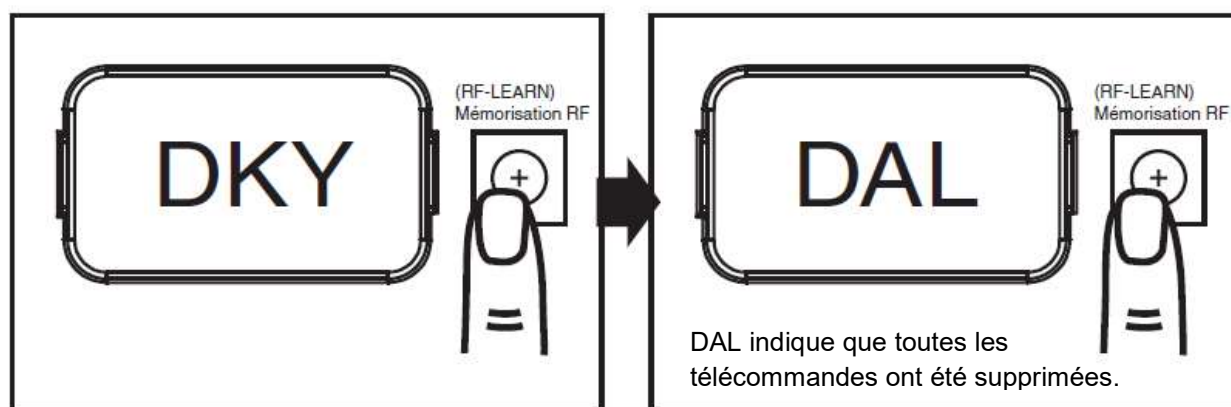 (RF-LEARN)
Mémorisation RF
DKY
(RF-LEARN)
Mémorisation RF
DAL
DAL indique que toutes les
télécommandes ont été supprimées.